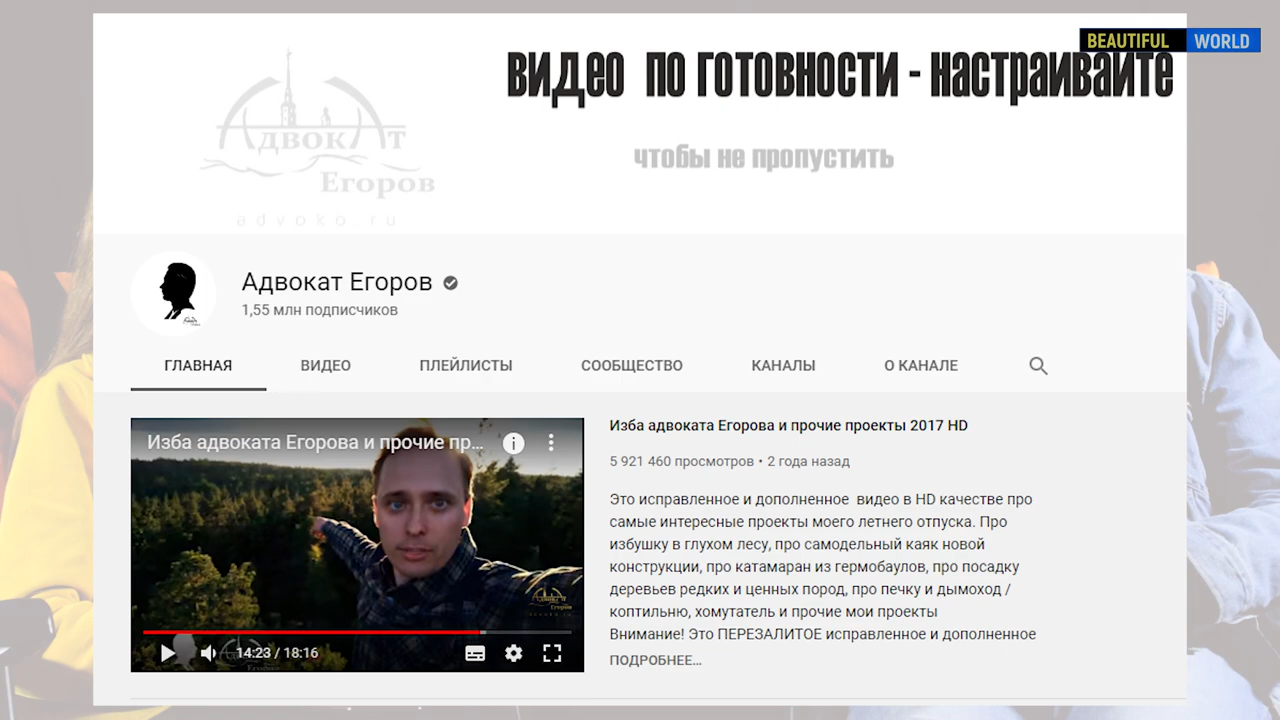 BEAUTIFUL WORLD
видео по готовности - настраивайте
чтобы не пропустить
Адвокат
Егоров
advoko.ru
Адвокат Егоров
1,55 млн подписчиков
ГЛАВНАЯ ВИДЕО ПЛЕЙЛИСТЫ СООБЩЕСТВО КАНАЛЫ О КАНАЛЕ
Изба адвоката Егорова и прочие пр...
14:23 / 18:16
Изба адвоката Егорова и прочие проекты 2017 HD
5 921 460 просмотров • 2 года назад
Это исправленное и дополненное видео в HD качестве про
самые интересные проекты моего летнего отпуска. Про
избушку в глухом лесу, про самодельный каяк новой
конструкции, про катамаран из гермобаулов, про посадку
деревьев редких и ценных пород, про печку и дымоход /
коптильню, хомутатель и прочие мои проекты
Внимание! Это ПЕРЕЗАЛИТОЕ исправленное и дополненное
ПОДРОБНЕЕ...